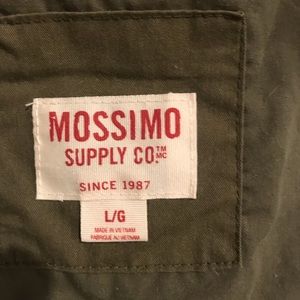 MOSSIMO
SUPPLY CO.™ MC
SINCE 1987
L/G
MADE IN VIETNAM
FABRIQUÉ AU VIETNAM